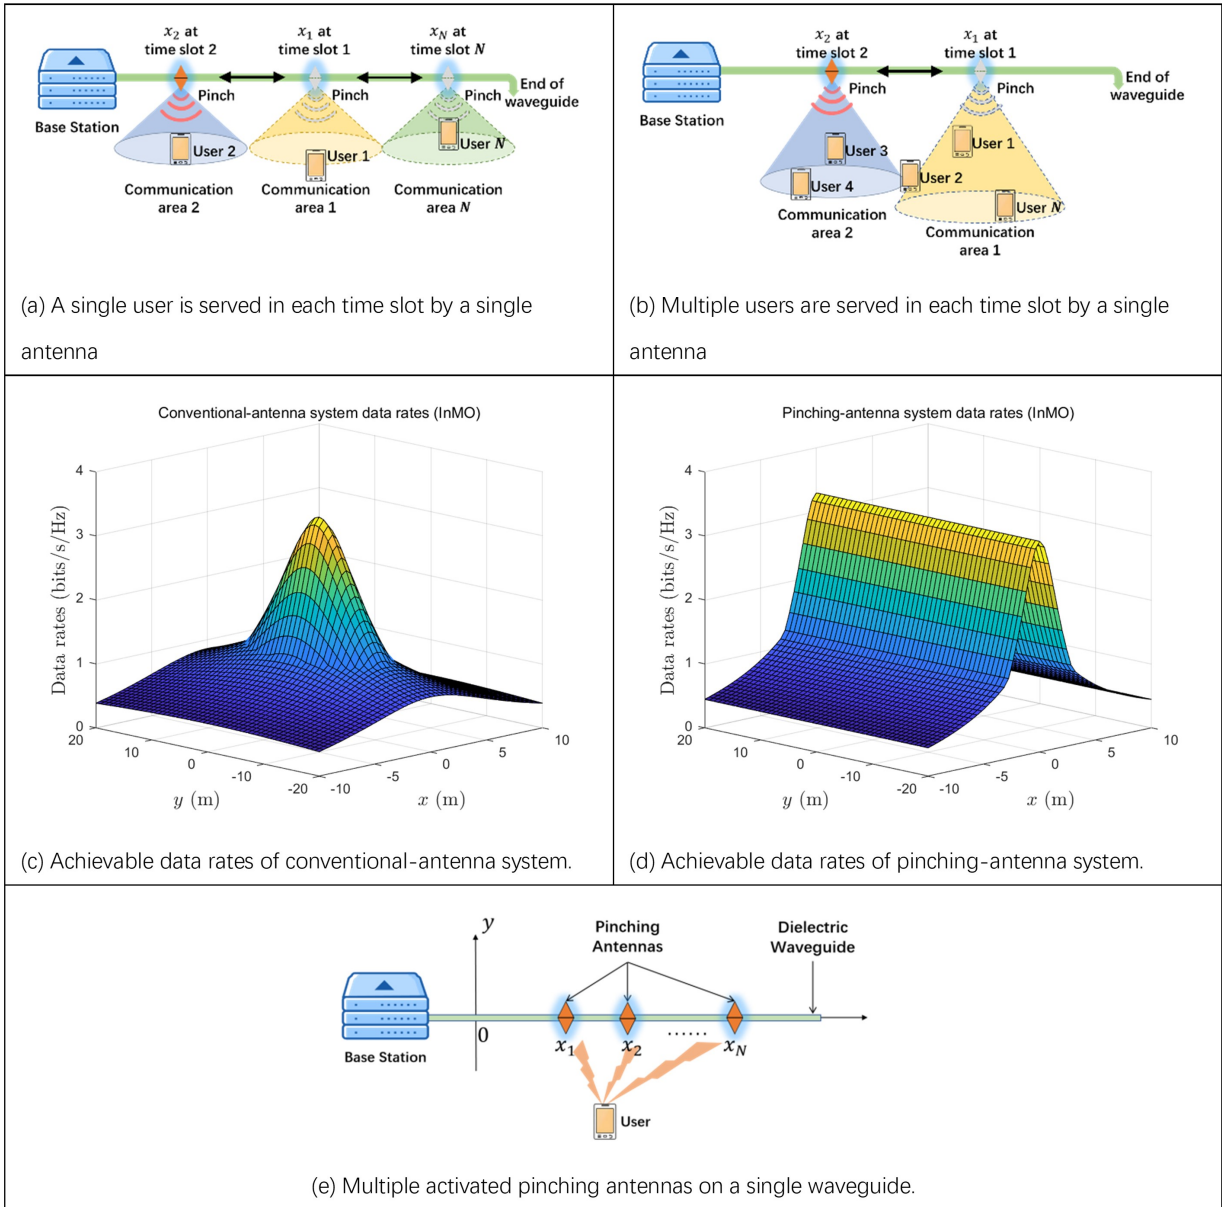 x₂ at
time slot 2
x₁ at
time slot 1
x_N at
time slot N
Pinch
Pinch
Pinch
End of
waveguide
Base Station
User 2
User 1
User N
Communication
area 2
Communication
area 1
Communication
area N
(a) A single user is served in each time slot by a single
antenna
x₂ at
time slot 2
x₁ at
time slot 1
Pinch
Pinch
End of
waveguide
Base Station
User 3
User 1
User 4
User 2
User N
Communication
area 2
Communication
area 1
(b) Multiple users are served in each time slot by a single
antenna
Conventional-antenna system data rates (InMO)
Data rates (bits/s/Hz)
4
3
2
1
0
20
10
0
-10
-20
y (m)
-10
-5
0
5
10
x (m)
(c) Achievable data rates of conventional-antenna system.
Pinching-antenna system data rates (InMO)
Data rates (bits/s/Hz)
4
3
2
1
0
20
10
0
-10
-20
y (m)
-10
-5
0
5
10
x (m)
(d) Achievable data rates of pinching-antenna system.
y
Pinching
Antennas
Dielectric
Waveguide
0
x₁
x₂
......
x_N
Base Station
User
(e) Multiple activated pinching antennas on a single waveguide.